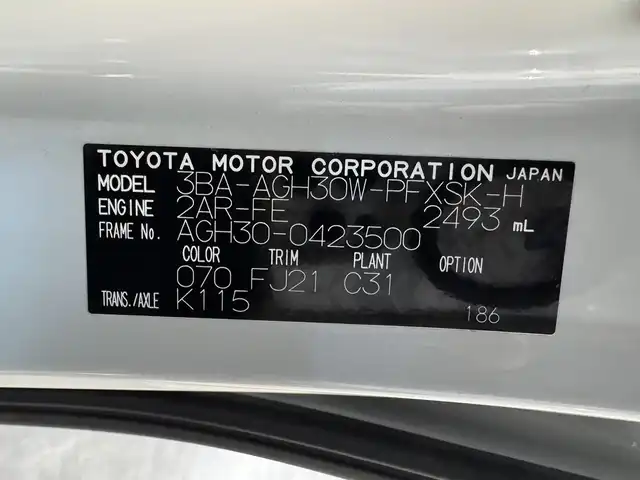 TOYOTA MOTOR CORPORATION JAPAN
MODEL 3BA-AGH30W-PFXSK-H
ENGINE 2AR-FE 2493 mL
FRAME No. AGH30-0423500
COLOR TRIM PLANT OPTION
070 FJ21 C31
TRANS./AXLE K115
186